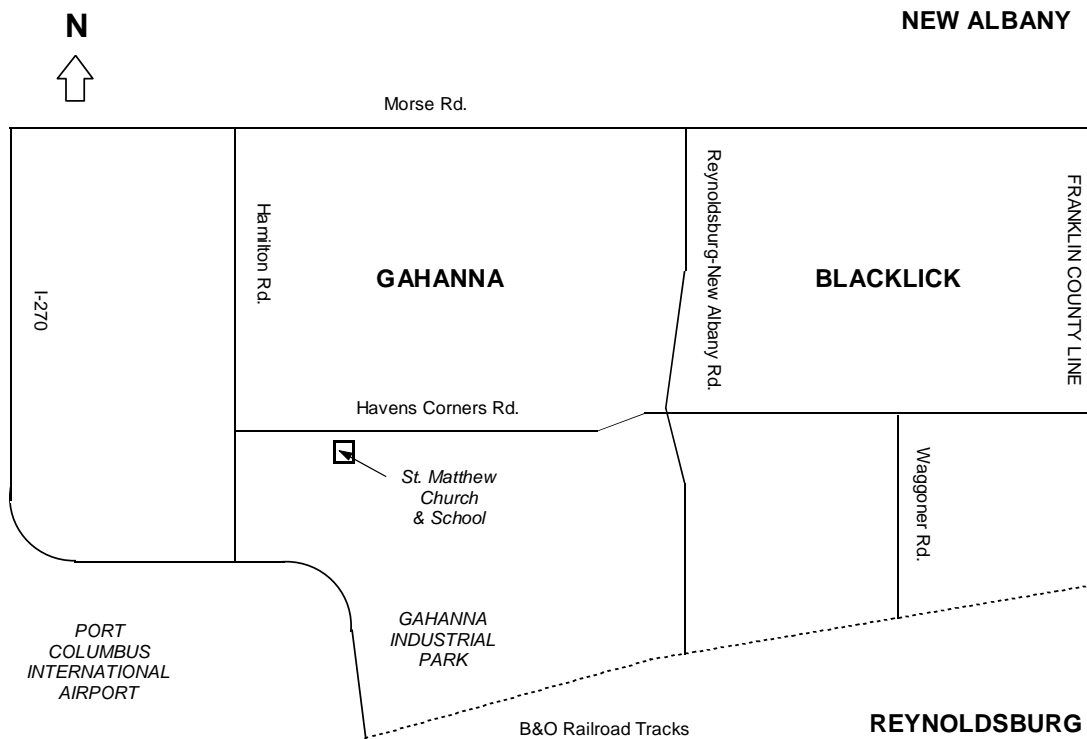 NEW ALBANY
N
Morse Rd.
Reynoldsburg-New Albany Rd.
FRANKLIN COUNTY LINE
Hamilton Rd.
GAHANNA
BLACKLICK
I-270
Havens Corners Rd.
St. Matthew
Church
& School
Waggoner Rd.
GAHANNA
INDUSTRIAL
PARK
PORT
COLUMBUS
INTERNATIONAL
AIRPORT
B&O Railroad Tracks
REYNOLDSBURG